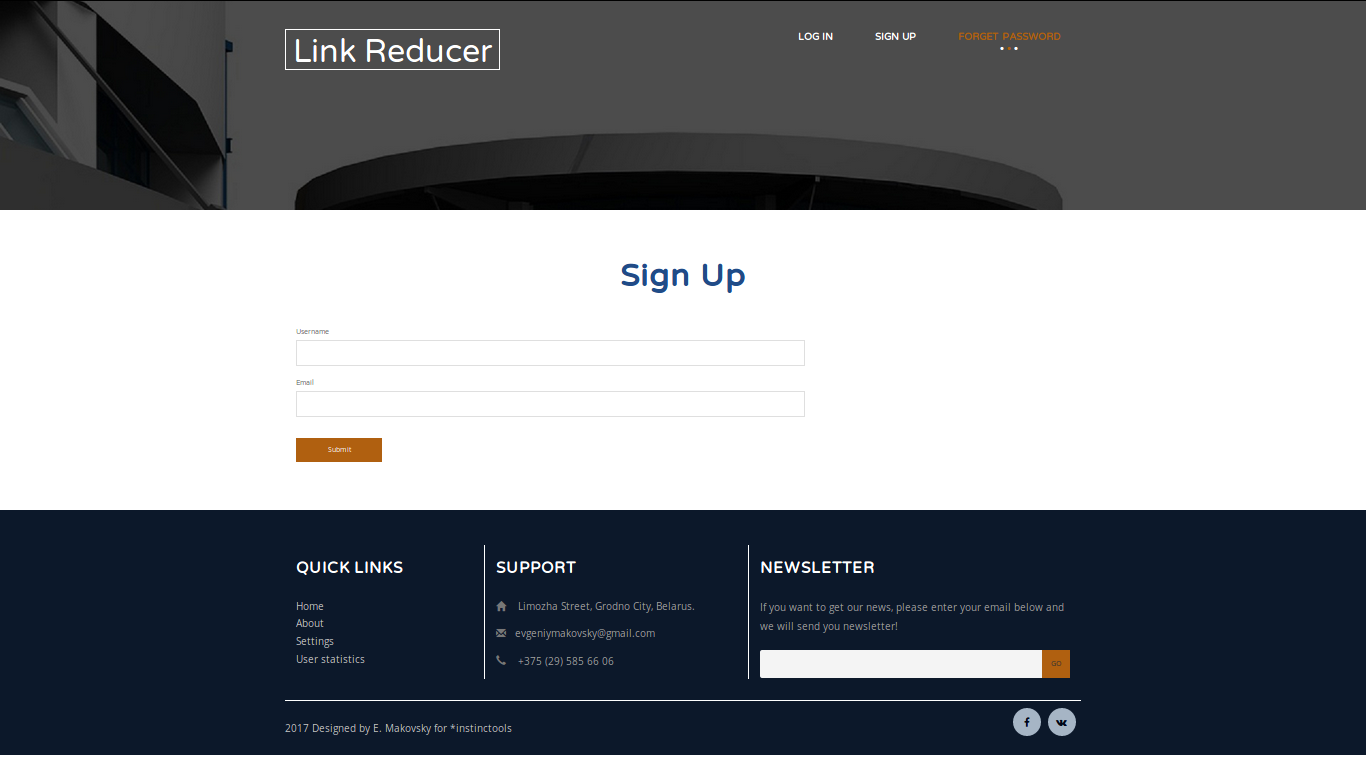 Link Reducer
LOG IN
SIGN UP
FORGET PASSWORD
Sign Up
Username
Email
Submit
QUICK LINKS
Home
About
Settings
User statistics
SUPPORT
Limozha Street, Grodno City, Belarus.
evgeniymakovsky@gmail.com
+375 (29) 585 66 06
NEWSLETTER
If you want to get our news, please enter your email below and
we will send you newsletter!
GO
2017 Designed by E. Makovsky for *instinctools